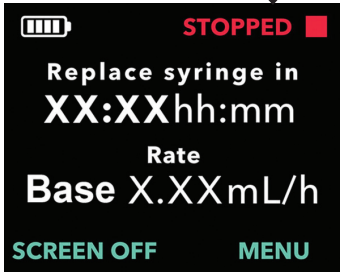 STOPPED
Replace syringe in
XX:XXhh:mm
Rate
Base X.XXmL/h
SCREEN OFF MENU